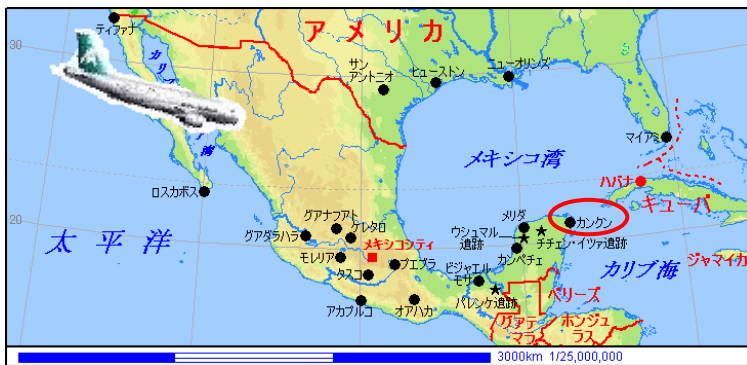 アメリカ
30
ティファナ
カリ
サン
アントニオ
ヒューストン
ニューオリンズ
湾
マイアミ
メキシコ湾
ハバナ
ロスカボス
キューバ
20
グアナファト
ケレタロ
メリダ
カンクン
太平洋
グアダラハラ
メキシコシティ
ウシュマル
遺跡
チチェン・イツァ遺跡
モレリア
プエブラ
カンペチェ
カリブ海
ジャマイカ
タスコ
ビジャエル
モサ
ベリーズ
パレンケ遺跡
アカプルコ
オアハカ
グァテ
マラ
ホンジュ
ラス
3000km 1/25,000,000